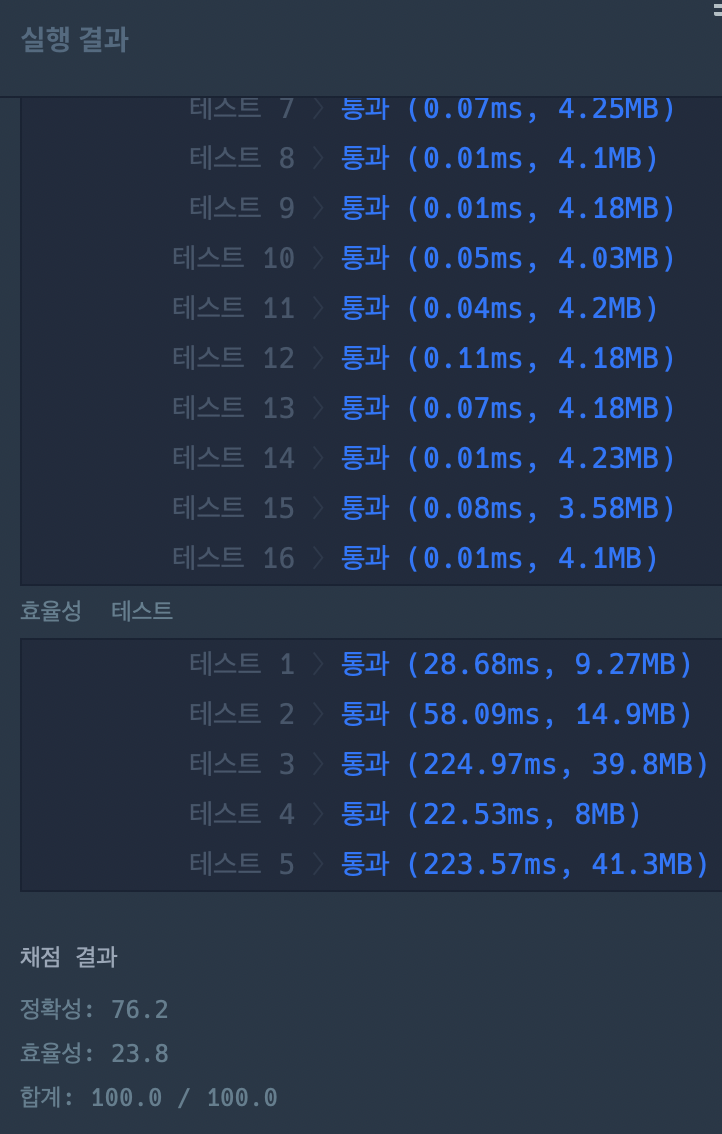 실행 결과
테스트 7 〉 통과 (0.07ms, 4.25MB)
테스트 8 〉 통과 (0.01ms, 4.1MB)
테스트 9 〉 통과 (0.01ms, 4.18MB)
테스트 10 〉 통과 (0.05ms, 4.03MB)
테스트 11 〉 통과 (0.04ms, 4.2MB)
테스트 12 〉 통과 (0.11ms, 4.18MB)
테스트 13 〉 통과 (0.07ms, 4.18MB)
테스트 14 〉 통과 (0.01ms, 4.23MB)
테스트 15 〉 통과 (0.08ms, 3.58MB)
테스트 16 〉 통과 (0.01ms, 4.1MB)
효율성 테스트
테스트 1 〉 통과 (28.68ms, 9.27MB)
테스트 2 〉 통과 (58.09ms, 14.9MB)
테스트 3 〉 통과 (224.97ms, 39.8MB)
테스트 4 〉 통과 (22.53ms, 8MB)
테스트 5 〉 통과 (223.57ms, 41.3MB)
채점 결과
정확성: 76.2
효율성: 23.8
합계: 100.0 / 100.0